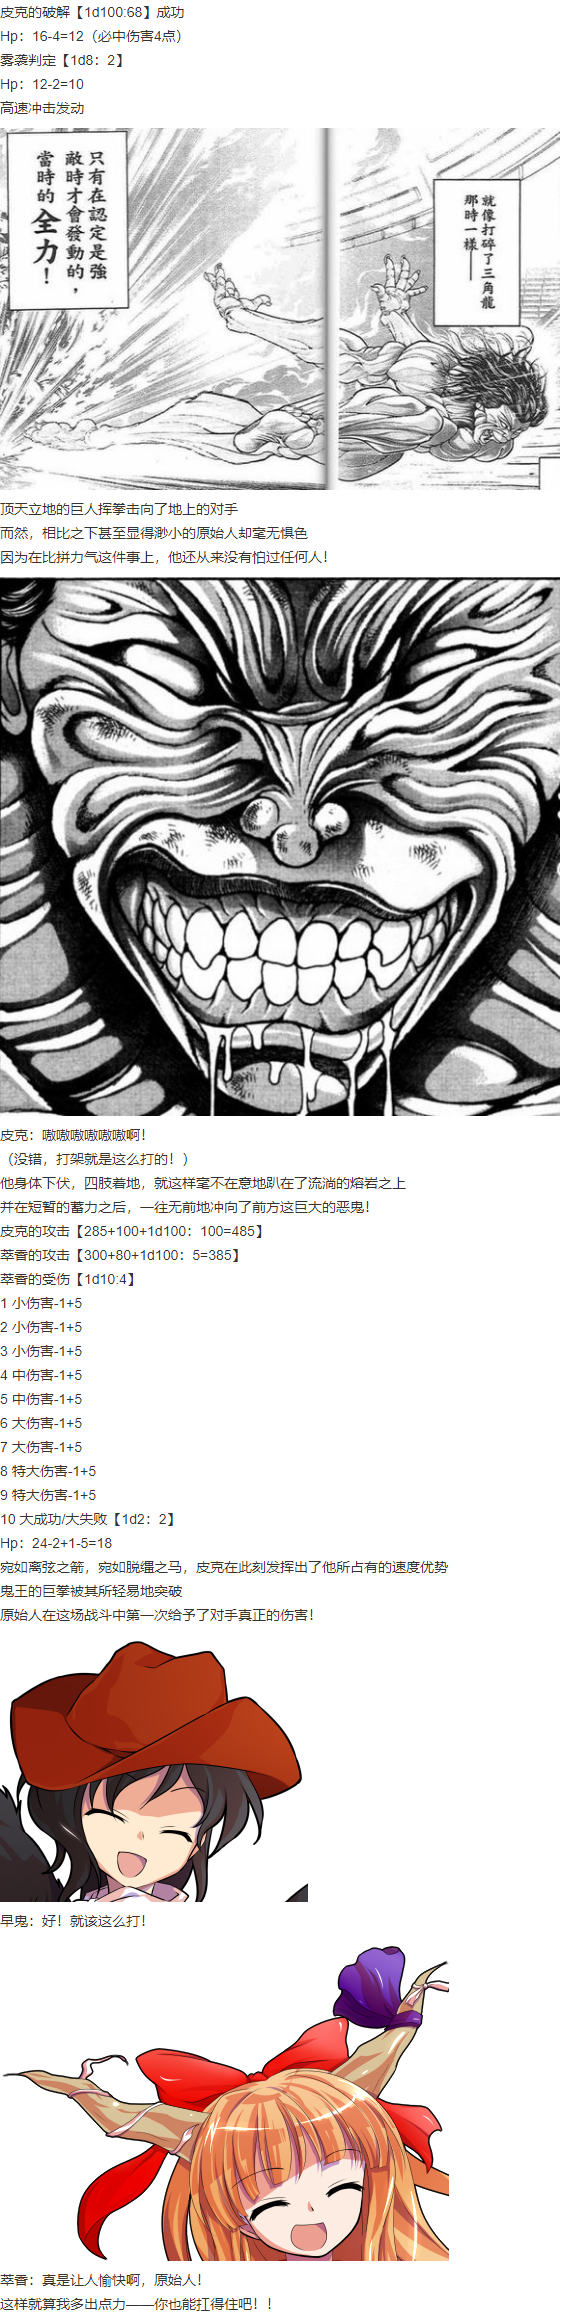 皮克的破解【1d100:68】成功
Hp：16-4=12（必中伤害4点）
雾袭判定【1d8：2】
Hp：12-2=10
高速冲击发动
就像打碎了三角龍
那時一樣——
只有在認定是強
敵時才會發動的，
當時的全力！
顶天立地的巨人挥拳击向了地上的对手
而然，相比之下甚至显得渺小的原始人却毫无惧色
因为在比拼力气这件事上，他还从来没有怕过任何人！
皮克：嗷嗷嗷嗷嗷嗷啊！
（没错，打架就是这么打的！）
他身体下伏，四肢着地，就这样毫不在意地趴在了流淌的熔岩之上
并在短暂的蓄力之后，一往无前地冲向了前方这巨大的恶鬼！
皮克的攻击【285+100+1d100：100=485】
萃香的攻击【300+80+1d100：5=385】
萃香的受伤【1d10:4】
1 小伤害-1+5
2 小伤害-1+5
3 小伤害-1+5
4 中伤害-1+5
5 中伤害-1+5
6 大伤害-1+5
7 大伤害-1+5
8 特大伤害-1+5
9 特大伤害-1+5
10 大成功/大失败【1d2：2】
Hp：24-2+1-5=18
宛如离弦之箭，宛如脱缰之马，皮克在此刻发挥出了他所占有的速度优势
鬼王的巨拳被其所轻易地突破
原始人在这场战斗中第一次给予了对手真正的伤害！
早鬼：好！就该这么打！
萃香：真是让人愉快啊，原始人！
这样就算我多出点力——你也能扛得住吧！！